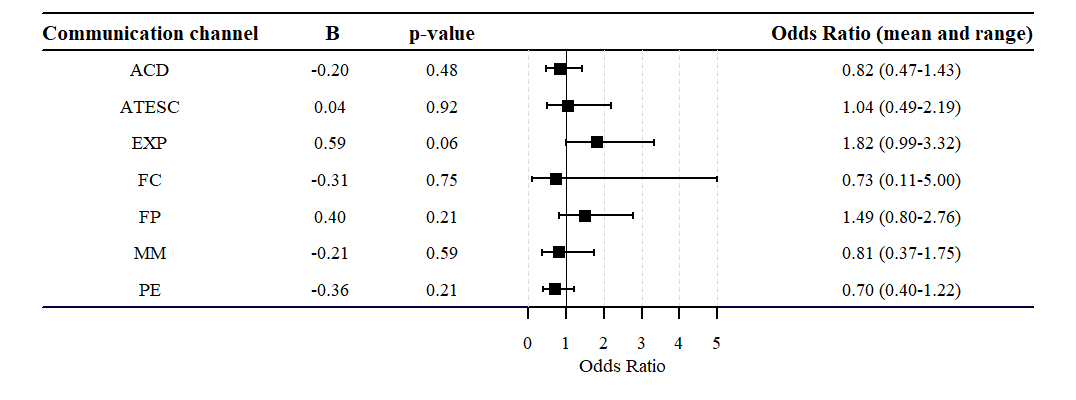 Communication channel B p-value Odds Ratio (mean and range)
ACD -0.20 0.48 0.82 (0.47-1.43)
ATESC 0.04 0.92 1.04 (0.49-2.19)
EXP 0.59 0.06 1.82 (0.99-3.32)
FC -0.31 0.75 0.73 (0.11-5.00)
FP 0.40 0.21 1.49 (0.80-2.76)
MM -0.21 0.59 0.81 (0.37-1.75)
PE -0.36 0.21 0.70 (0.40-1.22)
0 1 2 3 4 5
Odds Ratio